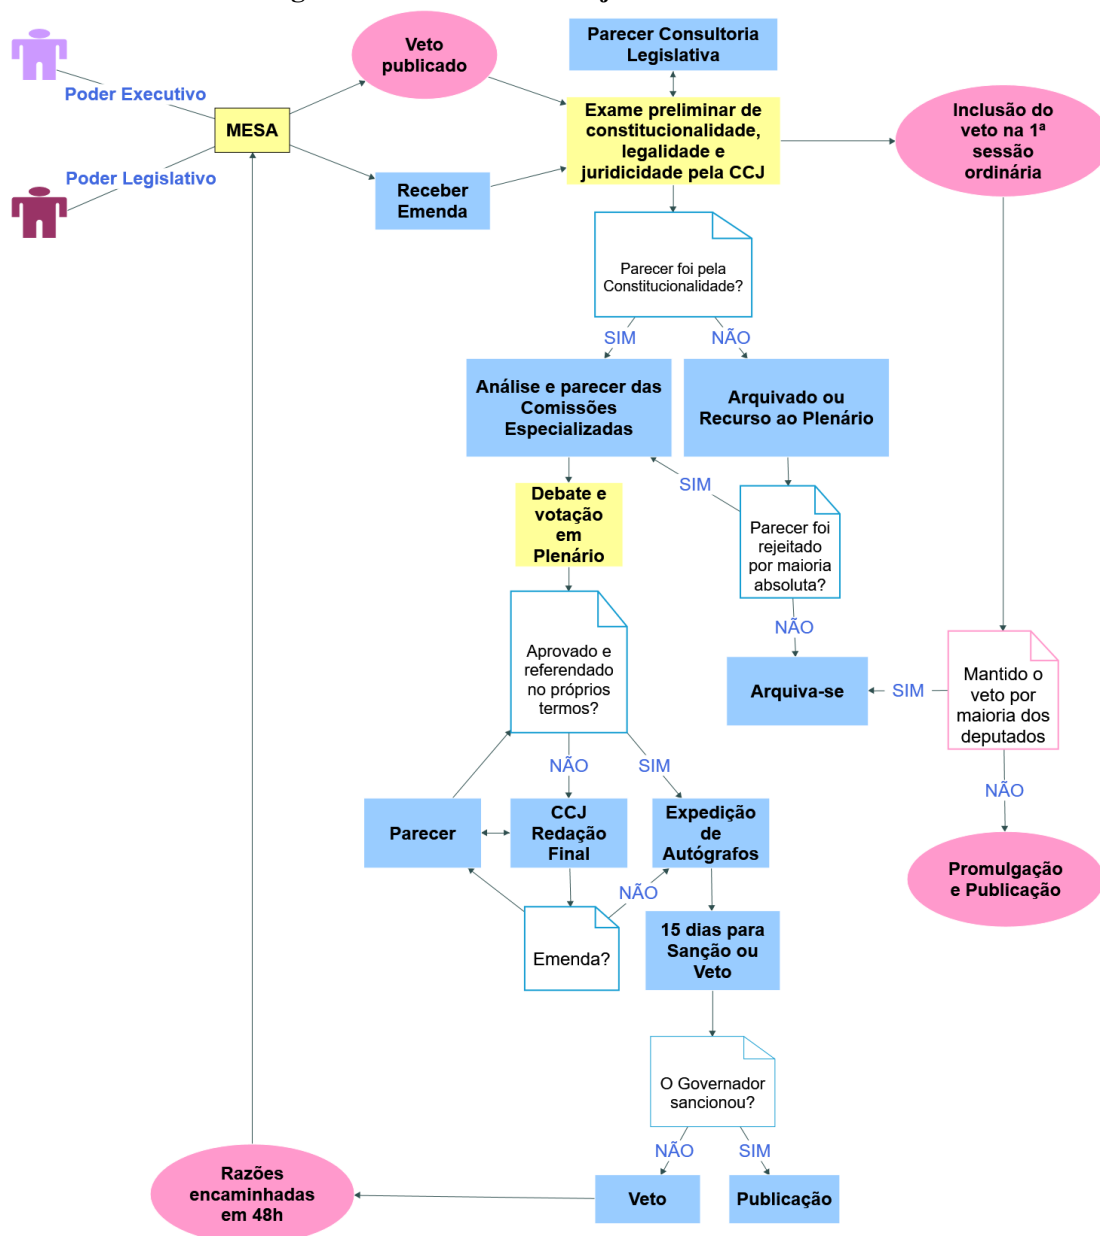 Poder Executivo
Poder Legislativo
MESA
Veto
publicado
Receber
Emenda
Parecer Consultoria
Legislativa
Exame preliminar de
constitucionalidade,
legalidade e
juridicidade pela CCJ
Inclusão do
veto na 1ª
sessão
ordinária
Parecer foi pela
Constitucionalidade?
SIM
NÃO
Análise e parecer das
Comissões
Especializadas
Arquivado ou
Recurso ao Plenário
SIM
Debate e
votação
em
Plenário
Parecer foi
rejeitado
por maioria
absoluta?
NÃO
Aprovado e
referendado
no próprios
termos?
Arquiva-se
SIM
Mantido o
veto por
maioria dos
deputados
NÃO
SIM
NÃO
Parecer
CCJ
Redação
Final
Expedição
de
Autógrafos
Promulgação
e Publicação
NÃO
Emenda?
15 dias para
Sanção ou
Veto
O Governador
sancionou?
NÃO
SIM
Razões
encaminhadas
em 48h
Veto
Publicação